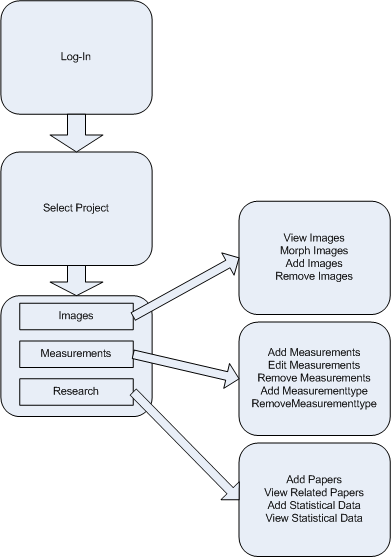 Log-In
Select Project
Images
Measurements
Research
View Images
Morph Images
Add Images
Remove Images
Add Measurements
Edit Measurements
Remove Measurements
Add Measurementtype
RemoveMeasurementtype
Add Papers
View Related Papers
Add Statistical Data
View Statistical Data